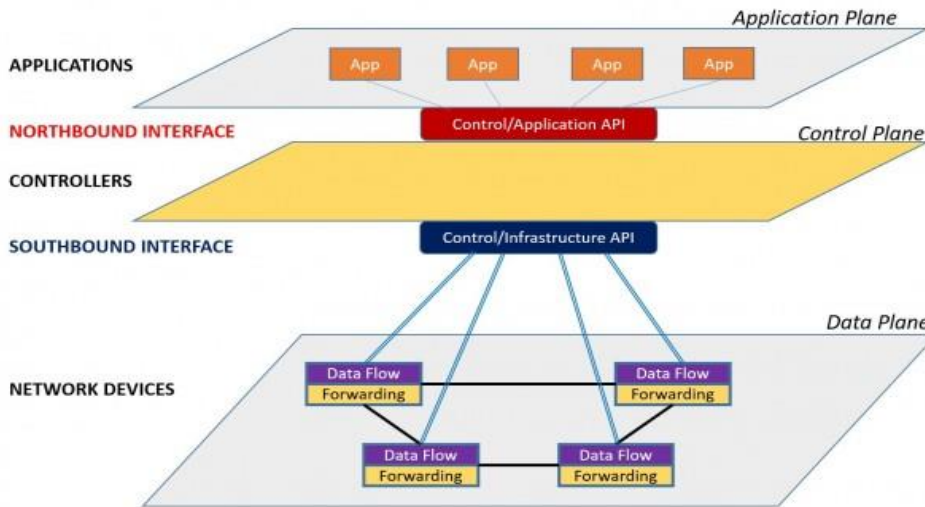 Application Plane
APPLICATIONS
App
App
App
App
NORTHBOUND INTERFACE
Control/Application API
Control Plane
CONTROLLERS
SOUTHBOUND INTERFACE
Control/Infrastructure API
Data Plane
NETWORK DEVICES
Data Flow
Forwarding
Data Flow
Forwarding
Data Flow
Forwarding
Data Flow
Forwarding